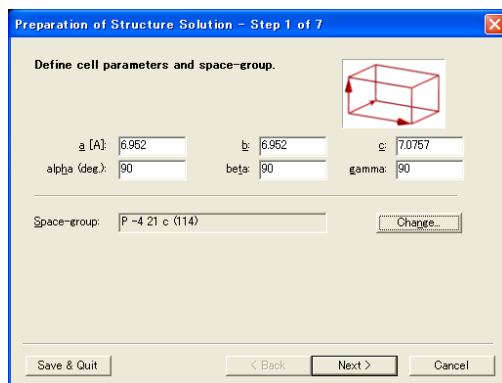 Preparation of Structure Solution - Step 1 of 7
Define cell parameters and space-group.
a [A]: 6.952 b: 6.952 c: 7.0757
alpha (deg.): 90 beta: 90 gamma: 90
Space-group: P -4 21 c (114) Change...
Save & Quit < Back Next > Cancel